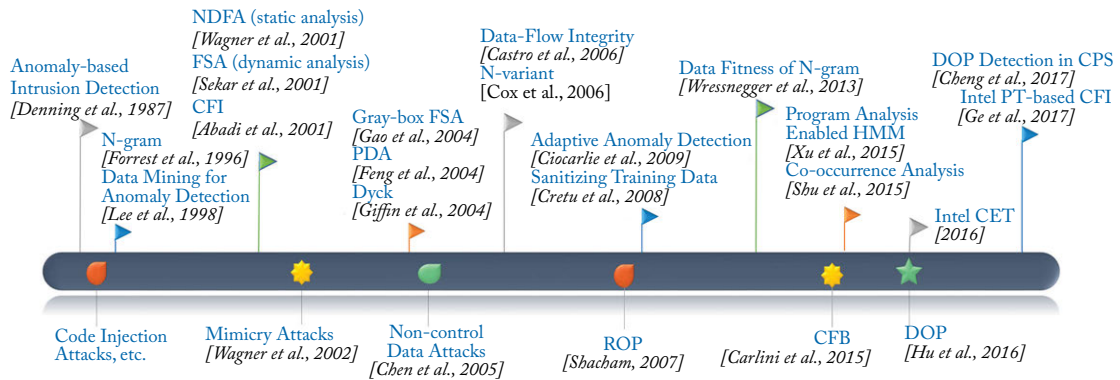 Anomaly-based
Intrusion Detection
[Denning et al., 1987]
N-gram
[Forrest et al., 1996]
Data Mining for
Anomaly Detection
[Lee et al., 1998]
NDFA (static analysis)
[Wagner et al., 2001]
FSA (dynamic analysis)
[Sekar et al., 2001]
CFI
[Abadi et al., 2001]
Gray-box FSA
[Gao et al., 2004]
PDA
[Feng et al., 2004]
Dyck
[Giffin et al., 2004]
Data-Flow Integrity
[Castro et al., 2006]
N-variant
[Cox et al., 2006]
Adaptive Anomaly Detection
[Ciocarlie et al., 2009]
Sanitizing Training Data
[Cretu et al., 2008]
Data Fitness of N-gram
[Wressnegger et al., 2013]
Program Analysis
Enabled HMM
[Xu et al., 2015]
Co-occurrence Analysis
[Shu et al., 2015]
Intel CET
[2016]
DOP Detection in CPS
[Cheng et al., 2017]
Intel PT-based CFI
[Ge et al., 2017]
Code Injection
Attacks, etc.
Mimicry Attacks
[Wagner et al., 2002]
Non-control
Data Attacks
[Chen et al., 2005]
ROP
[Shacham, 2007]
CFB
[Carlini et al., 2015]
DOP
[Hu et al., 2016]